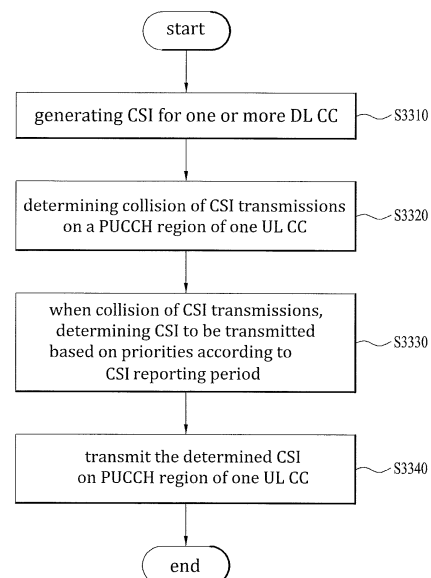 start
generating CSI for one or more DL CC
S3310
determining collision of CSI transmissions
on a PUCCH region of one UL CC
S3320
when collision of CSI transmissions,
determining CSI to be transmitted
based on priorities according to
CSI reporting period
S3330
transmit the determined CSI
on PUCCH region of one UL CC
S3340
end